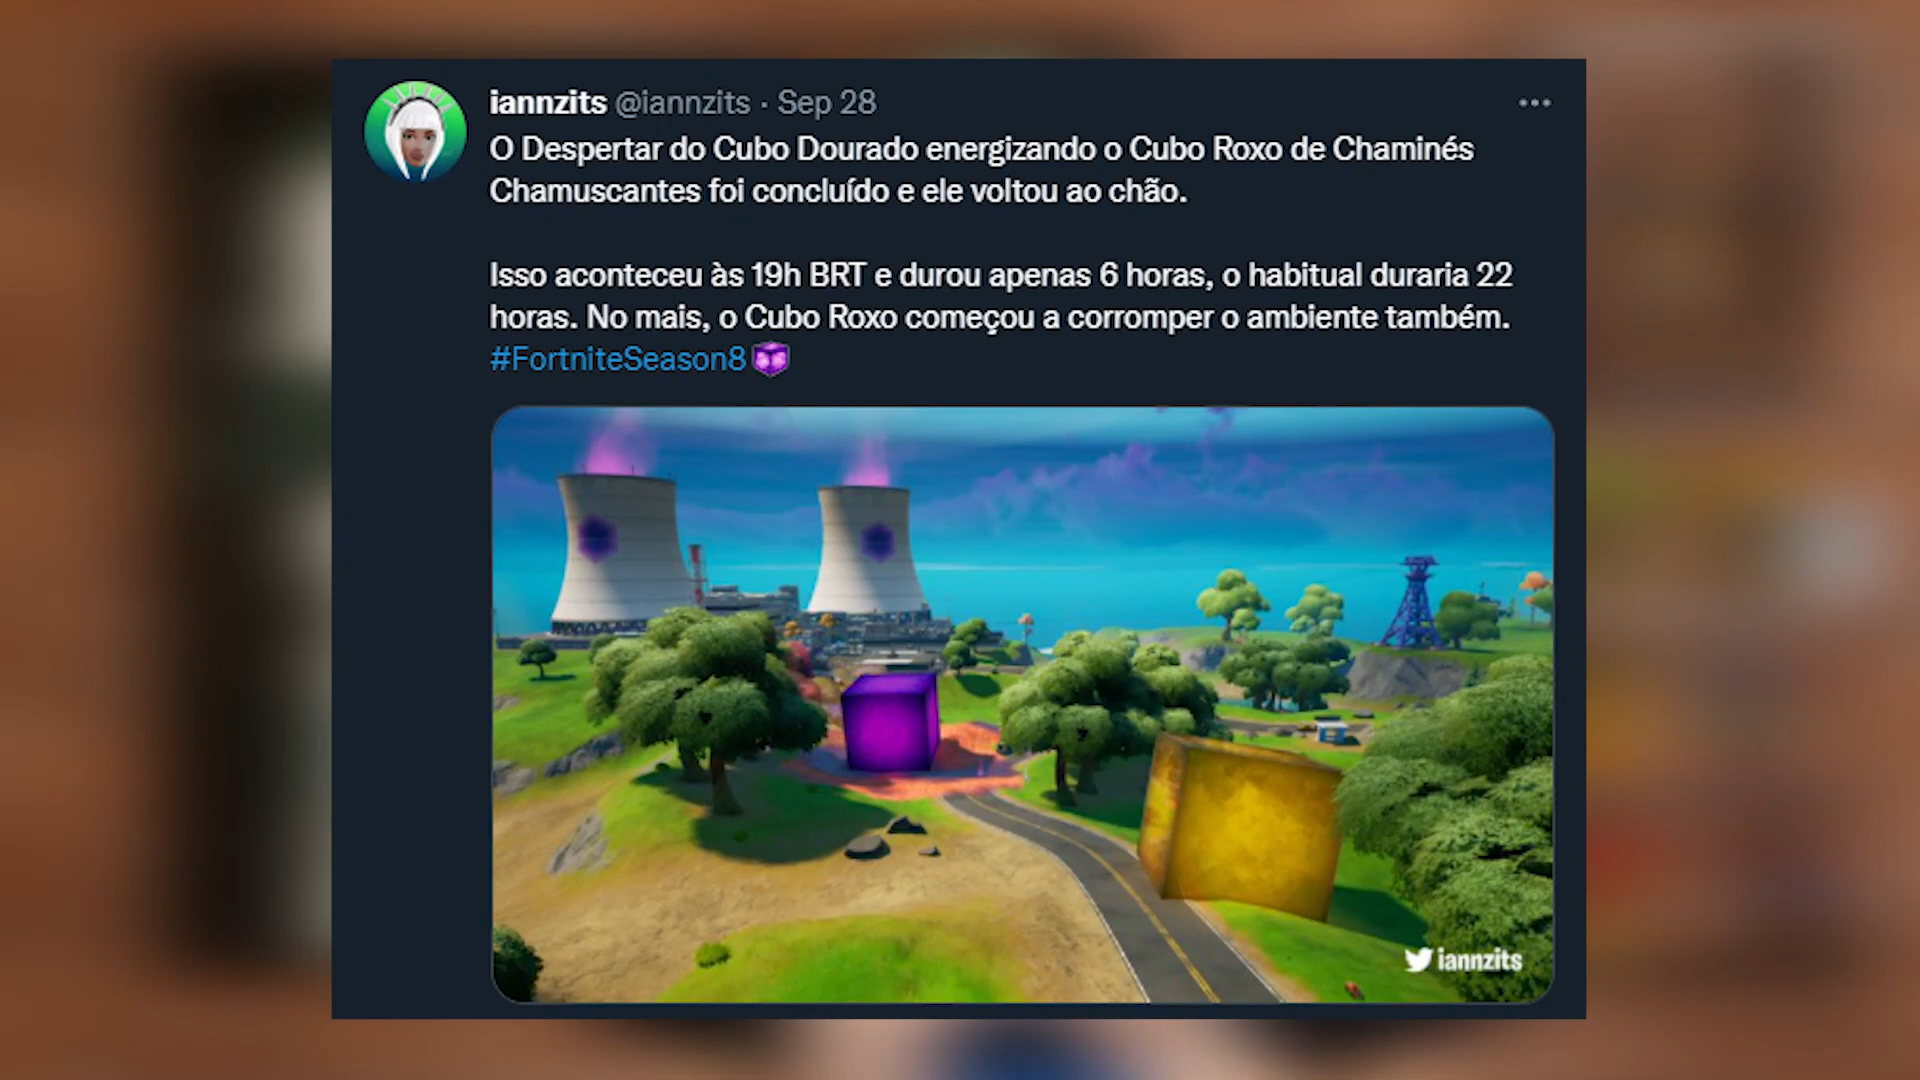 iannzits @iannzits · Sep 28
O Despertar do Cubo Dourado energizando o Cubo Roxo de Chaminés
Chamuscantes foi concluído e ele voltou ao chão.
Isso aconteceu às 19h BRT e durou apenas 6 horas, o habitual duraria 22
horas. No mais, o Cubo Roxo começou a corromper o ambiente também.
#FortniteSeason8
iannzits